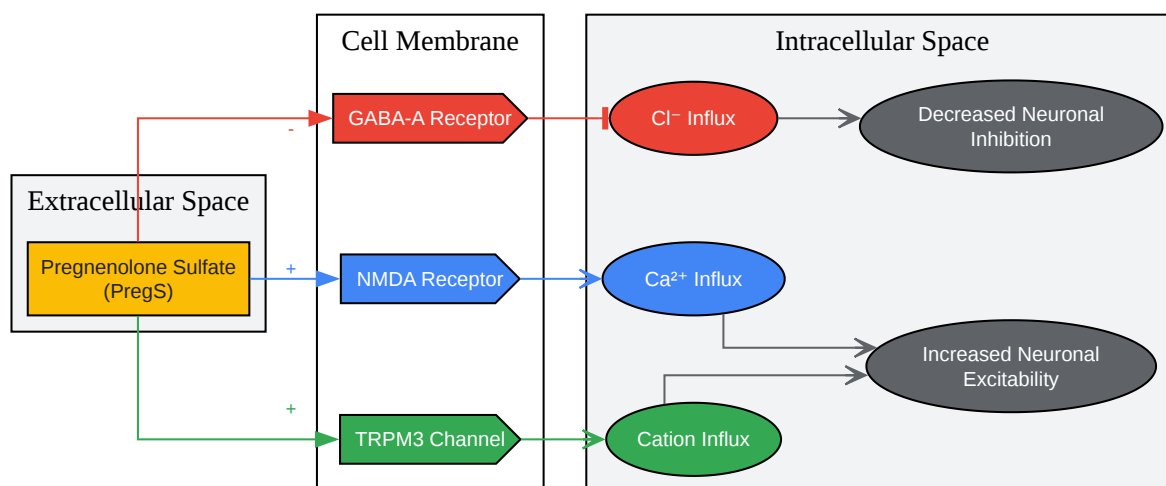 Cell Membrane
Intracellular Space
GABA-A Receptor
Cl⁻ Influx
Decreased Neuronal
Inhibition
-
Extracellular Space
Pregnenolone Sulfate
(PregS)
+
NMDA Receptor
Ca²⁺ Influx
Increased Neuronal
Excitability
+
TRPM3 Channel
Cation Influx